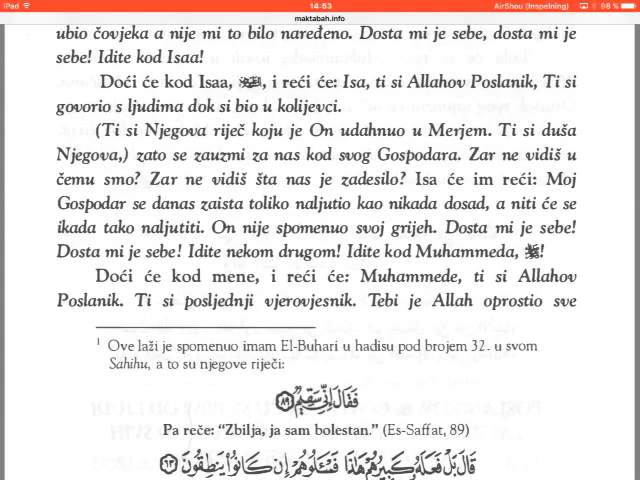 iPad
14:53
AirShou (Inspelning)
98 %
maktabah.info
ubio čovjeka a nije mi to bilo naređeno. Dosta mi je sebe, dosta mi je
sebe! Idite kod Isaa!
Doći će kod Isaa, ﷺ, i reći će: Isa, ti si Allahov Poslanik, Ti si
govorio s ljudima dok si bio u kolijevci.
(Ti si Njegova riječ koju je On udahnuo u Merjem. Ti si duša
Njegova,) zato se zauzmi za nas kod svog Gospodara. Zar ne vidiš u
čemu smo? Zar ne vidiš šta nas je zadesilo? Isa će im reći: Moj
Gospodar se danas zaista toliko naljutio kao nikada dosad, a niti će se
ikada tako naljutiti. On nije spomenuo svoj grijeh. Dosta mi je sebe!
Dosta mi je sebe! Idite nekom drugom! Idite kod Muhammeda, ﷺ!
Doći će kod mene, i reći će: Muhammede, ti si Allahov
Poslanik. Ti si posljednji vjerovjesnik. Tebi je Allah oprostio sve
1 Ove laži je spomenuo imam El-Buhari u hadisu pod brojem 32. u svom
Sahihu, a to su njegove riječi:
فَقَالَ إِنِّي سَقِيمٌ ٨٩
Pa reče: “Zbilja, ja sam bolestan.” (Es-Saffat, 89)
قَالَ بَلْ فَعَلَهُ كَبِيرُهُمْ هَٰذَا فَسْـَٔلُوهُمْ إِن كَانُوا۟ يَنطِقُونَ ٦٣